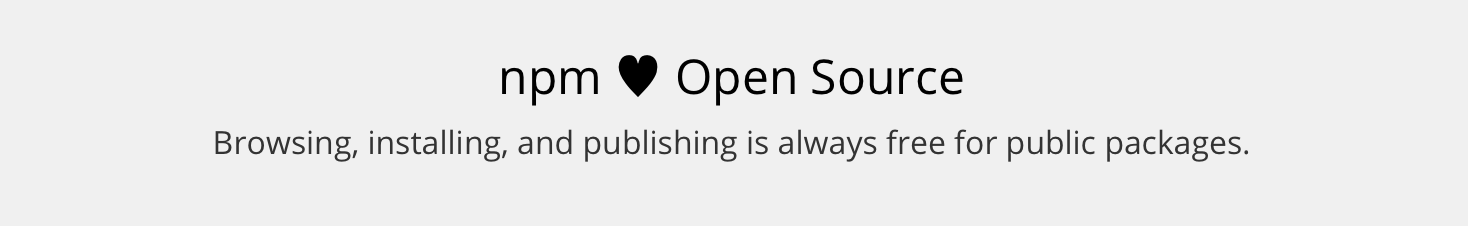 npm ♥ Open Source
Browsing, installing, and publishing is always free for public packages.